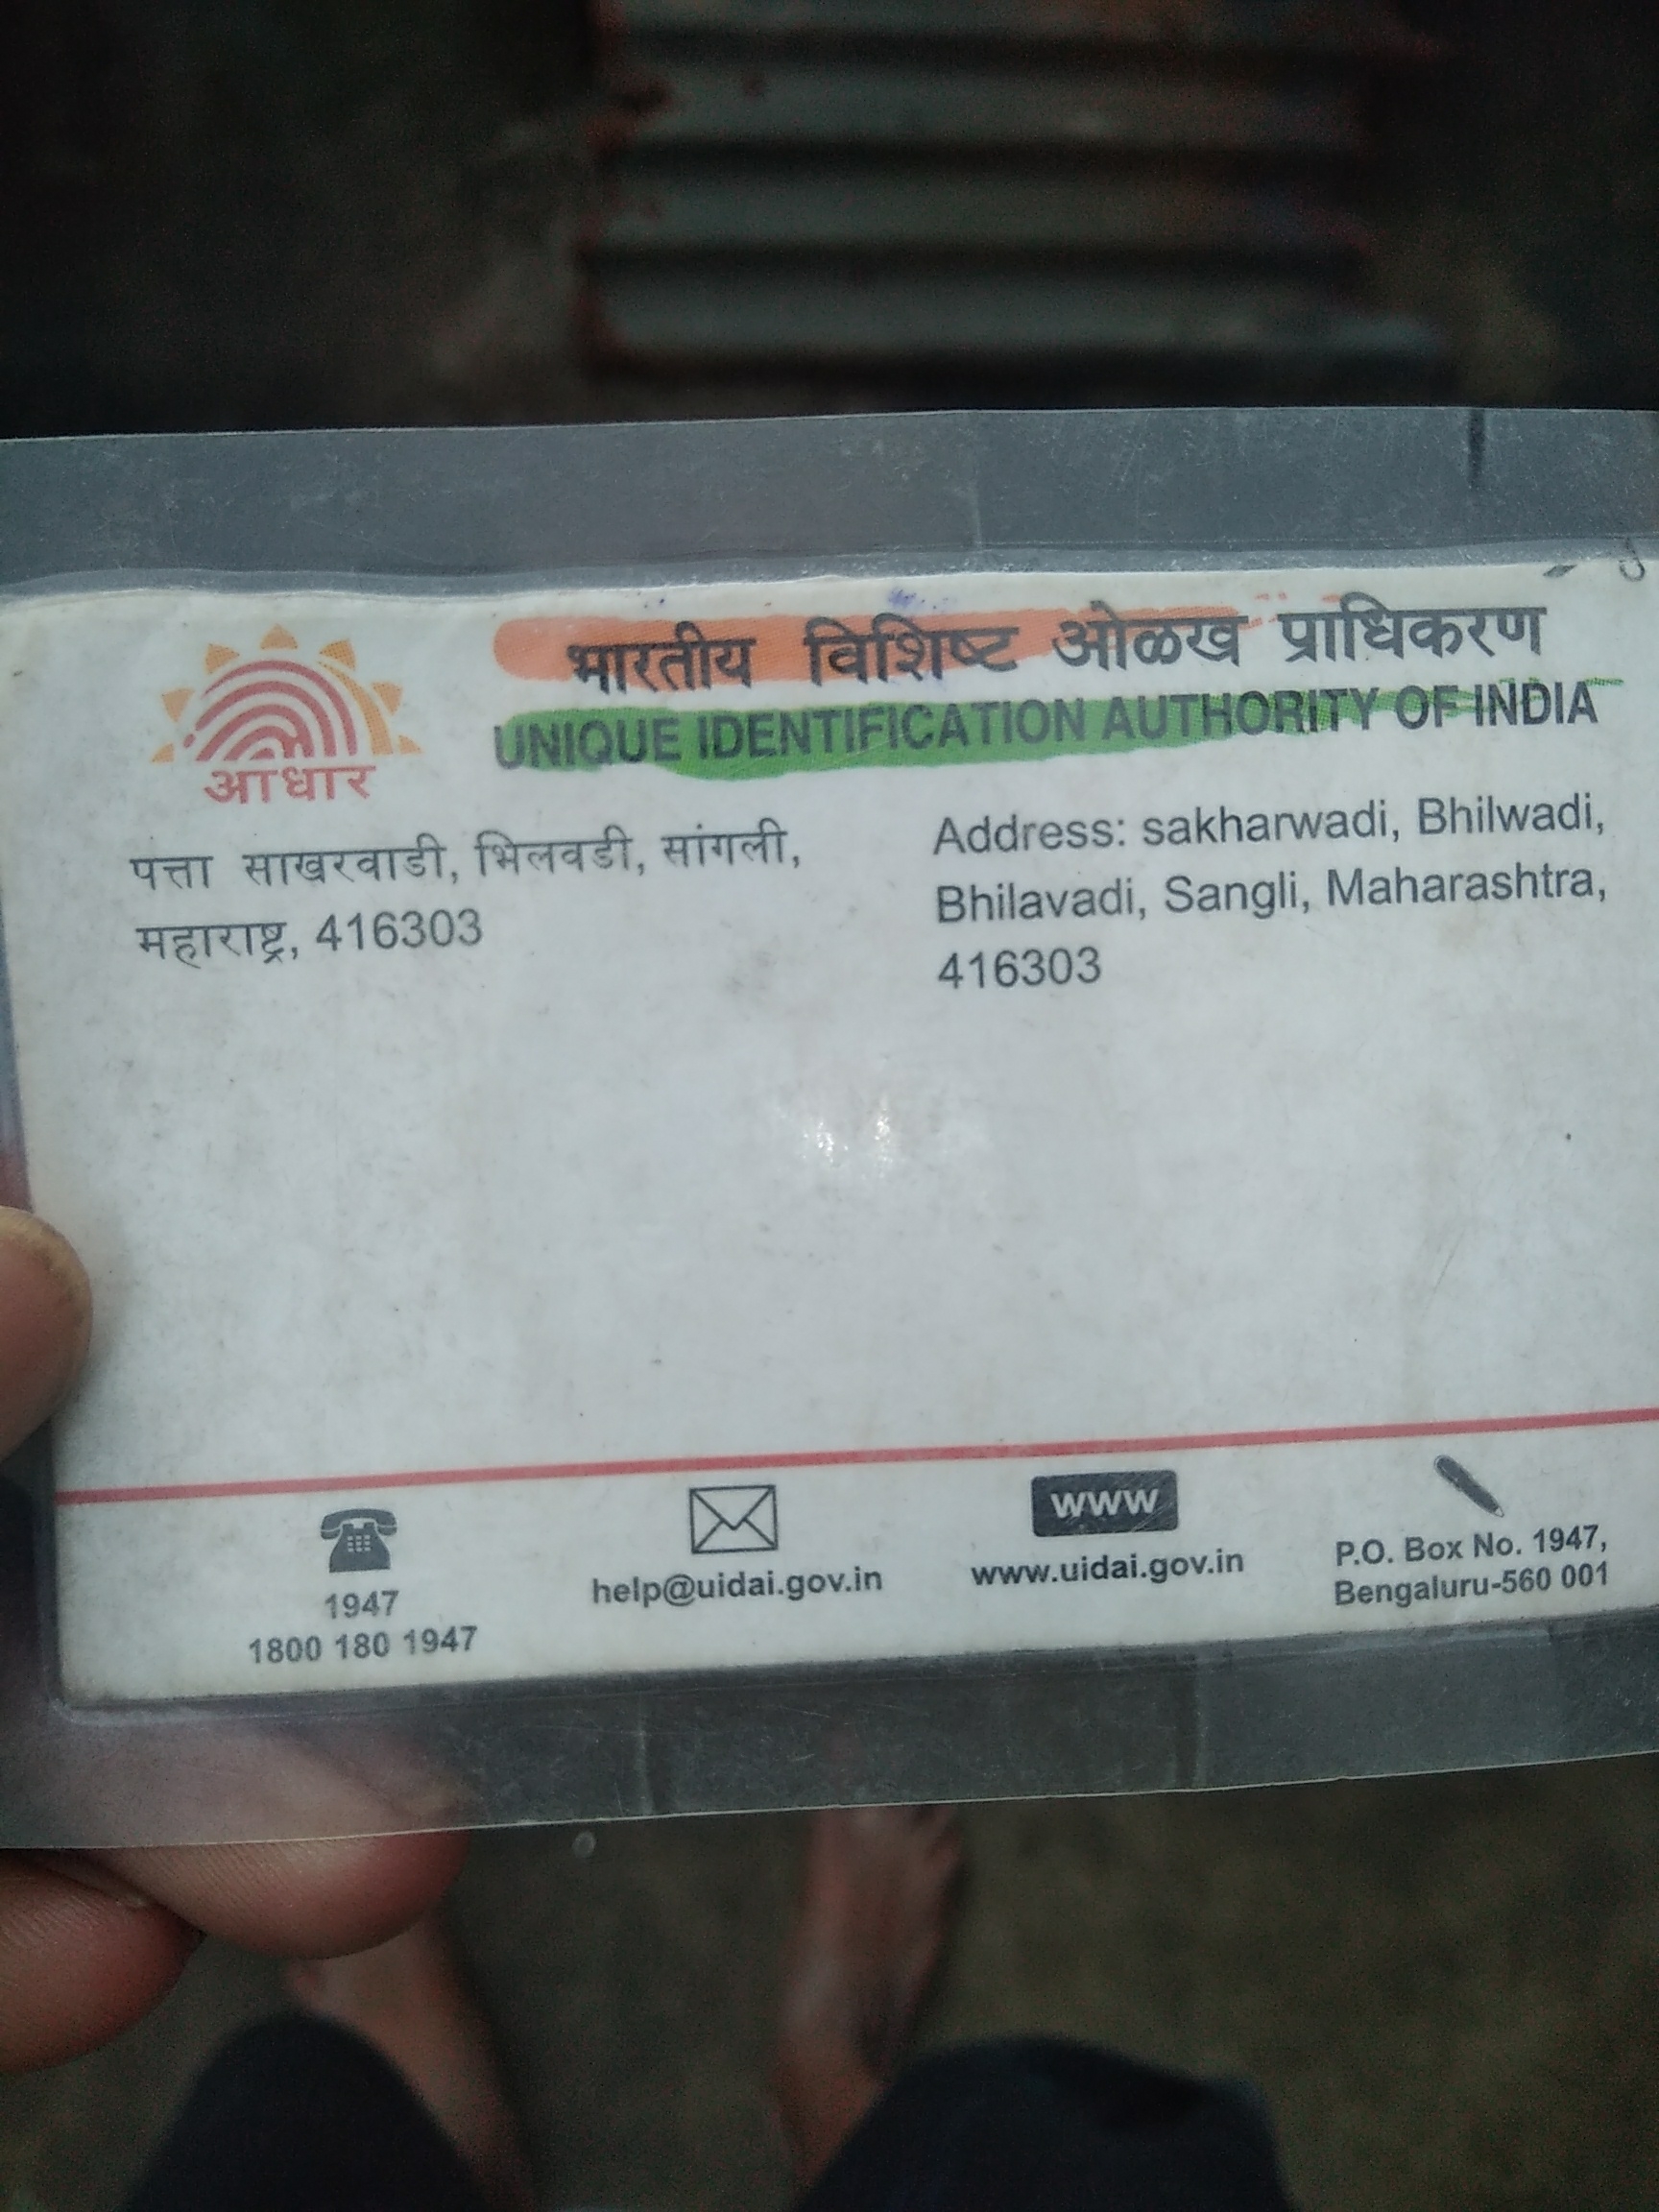 भारतीय विशिष्ट ओळख प्राधिकरण
UNIQUE IDENTIFICATION AUTHORITY OF INDIA
आधार
पत्ता साखरवाडी, भिलवडी, सांगली,
महाराष्ट्र, 416303
Address: sakharwadi, Bhilwadi,
Bhilavadi, Sangli, Maharashtra,
416303
1947
1800 180 1947
help@uidai.gov.in
www
www.uidai.gov.in
P.O. Box No. 1947,
Bengaluru-560 001